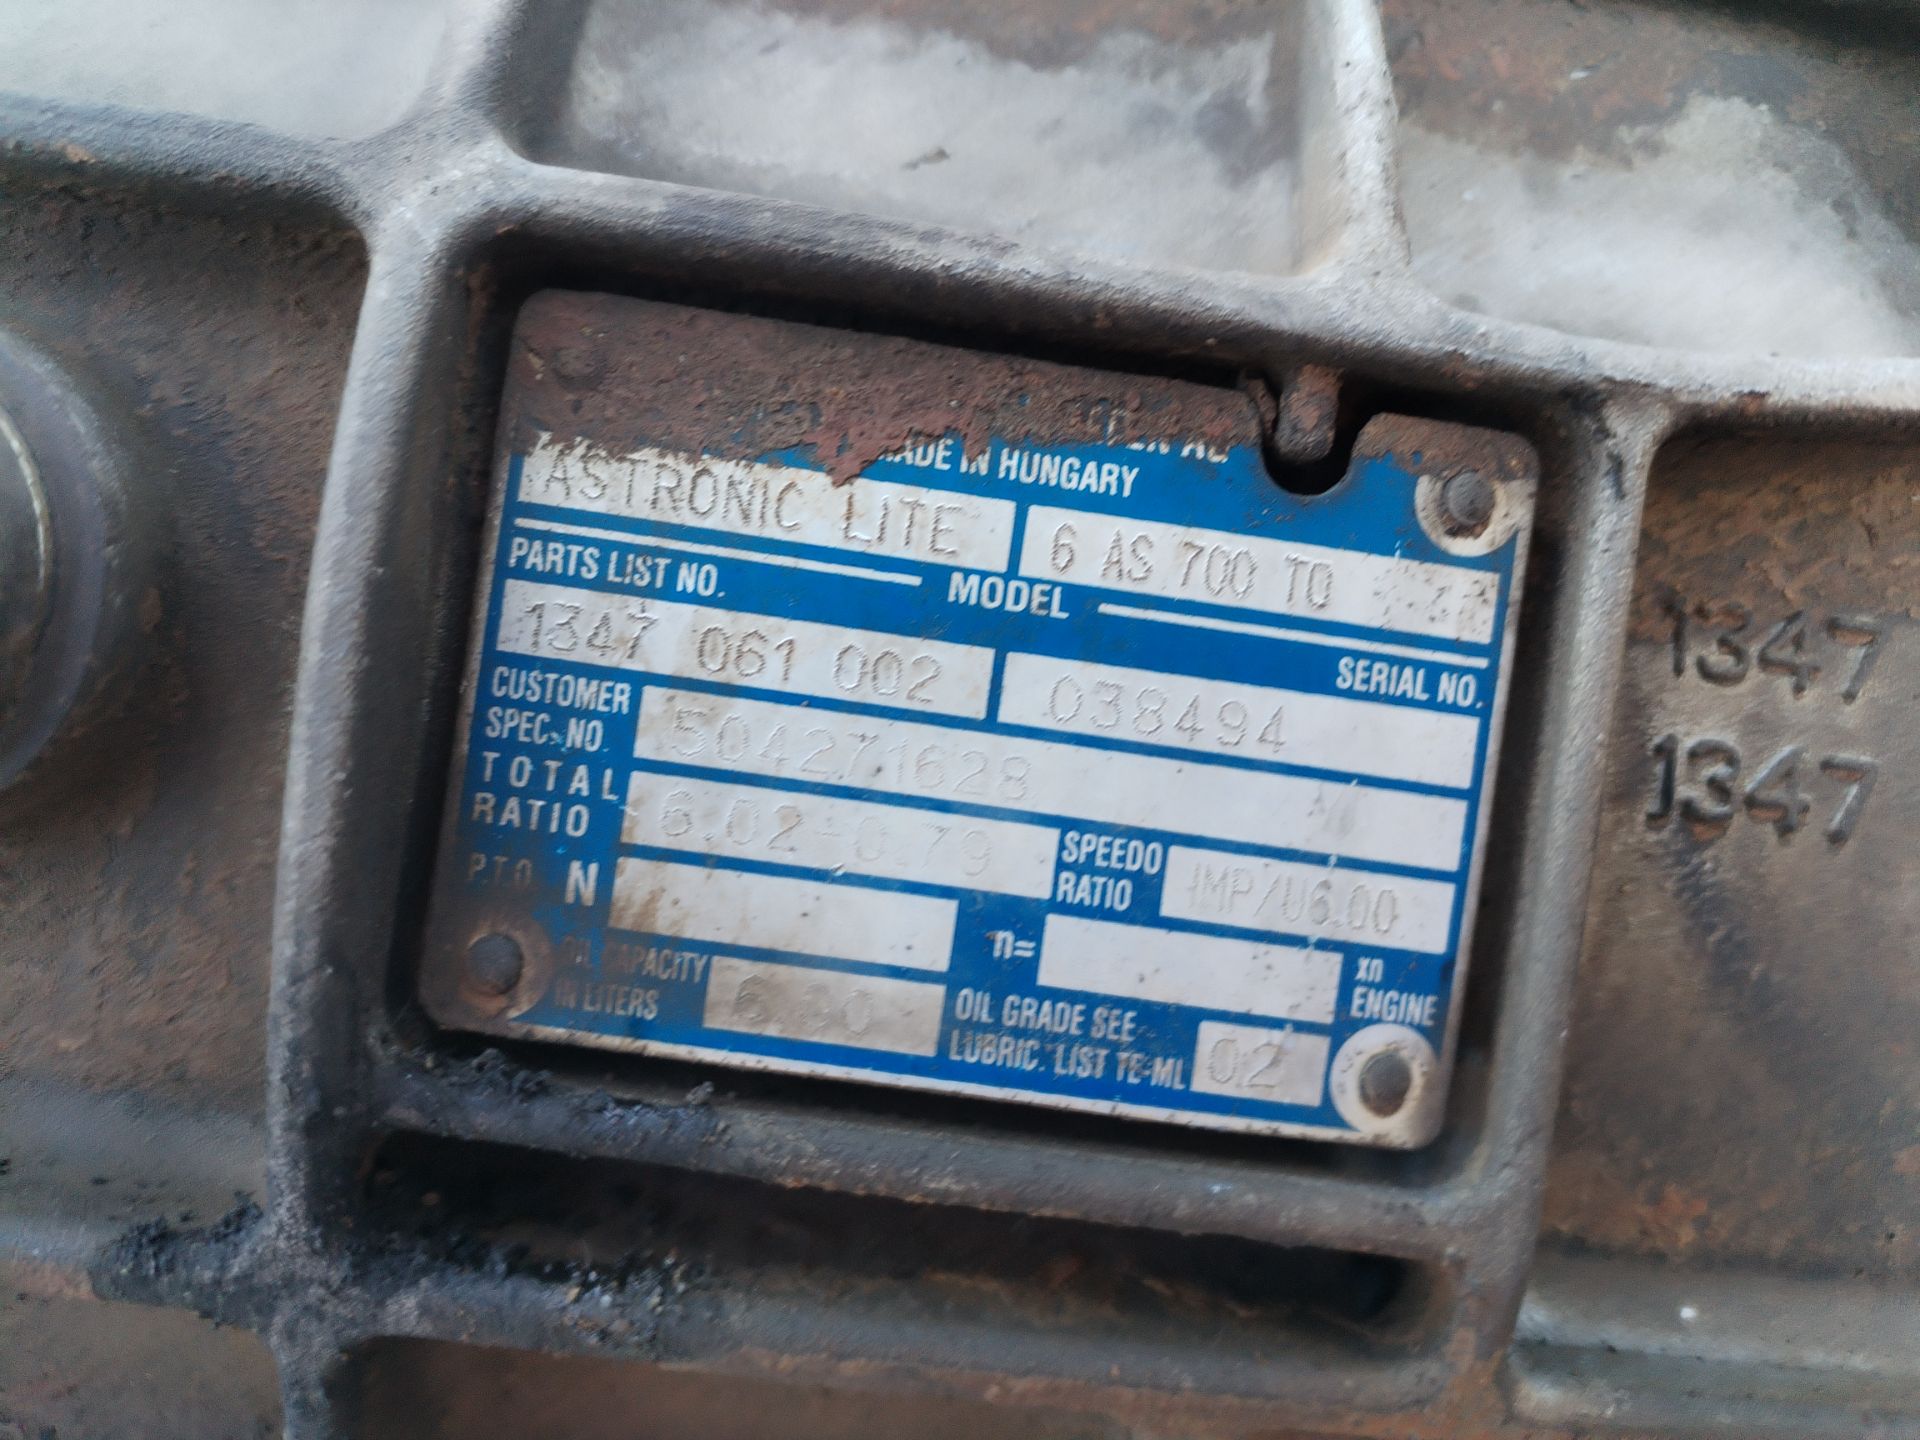 MADE IN HUNGARY
ASTRONIC LITE 6 AS 700 TO
PARTS LIST NO. MODEL SERIAL NO.
1347 061 002 038494
CUSTOMER SPEC.-NO. 504271628
TOTAL RATIO 6.02-0.79 SPEEDO RATIO IMP/U6.00
P.T.O. N n= xn ENGINE
OIL CAPACITY IN LITERS OIL GRADE SEE LUBRIC. LIST TE-ML 02
1347
1347